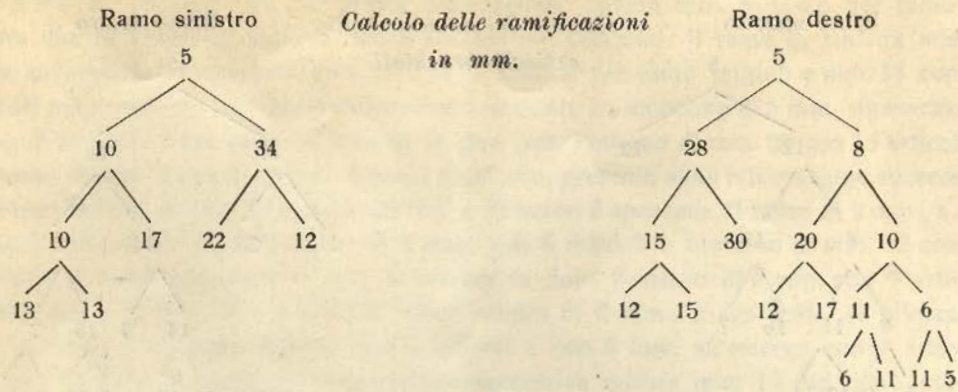 Ramo sinistro Calcolo delle ramificazioni Ramo destro
5 in mm. 5
10 34 28 8
10 17 22 12 15 30 20 10
13 13 12 15 12 17 11 6
6 11 11 5